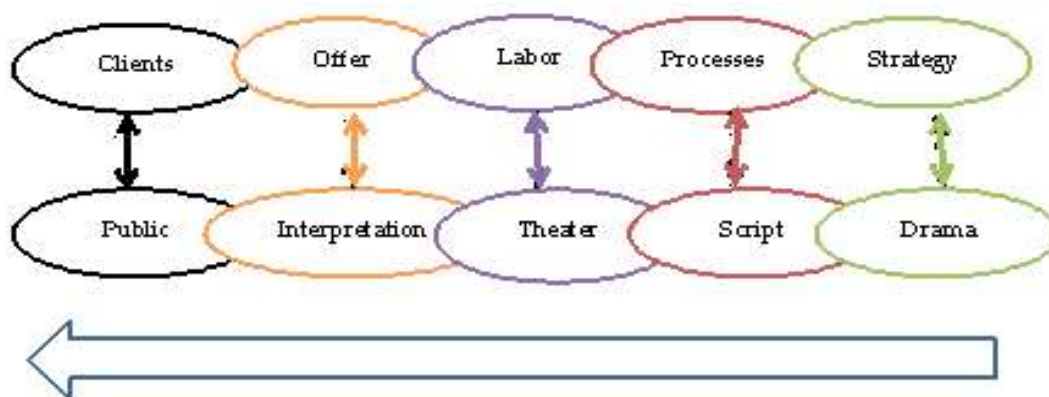 Clients Offer Labor Processes Strategy
Public Interpretation Theater Script Drama